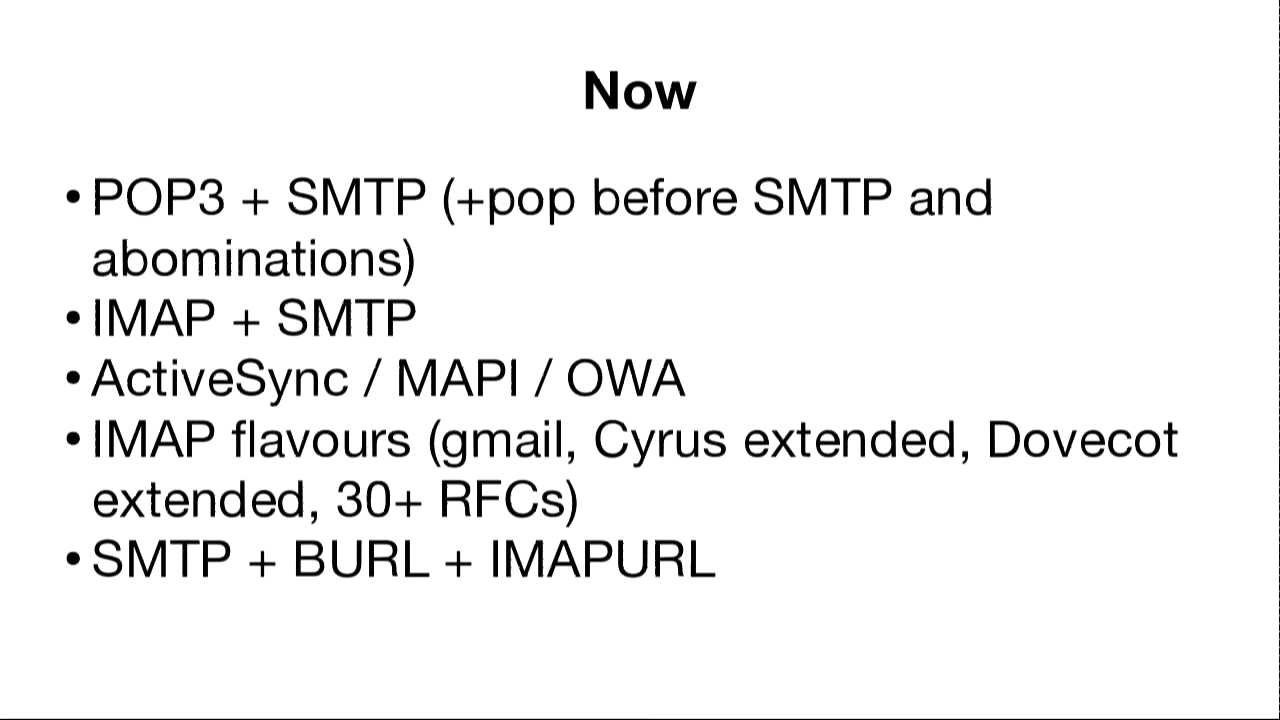 Now
•POP3 + SMTP (+pop before SMTP and
abominations)
•IMAP + SMTP
•ActiveSync / MAPI / OWA
•IMAP flavours (gmail, Cyrus extended, Dovecot
extended, 30+ RFCs)
•SMTP + BURL + IMAPURL